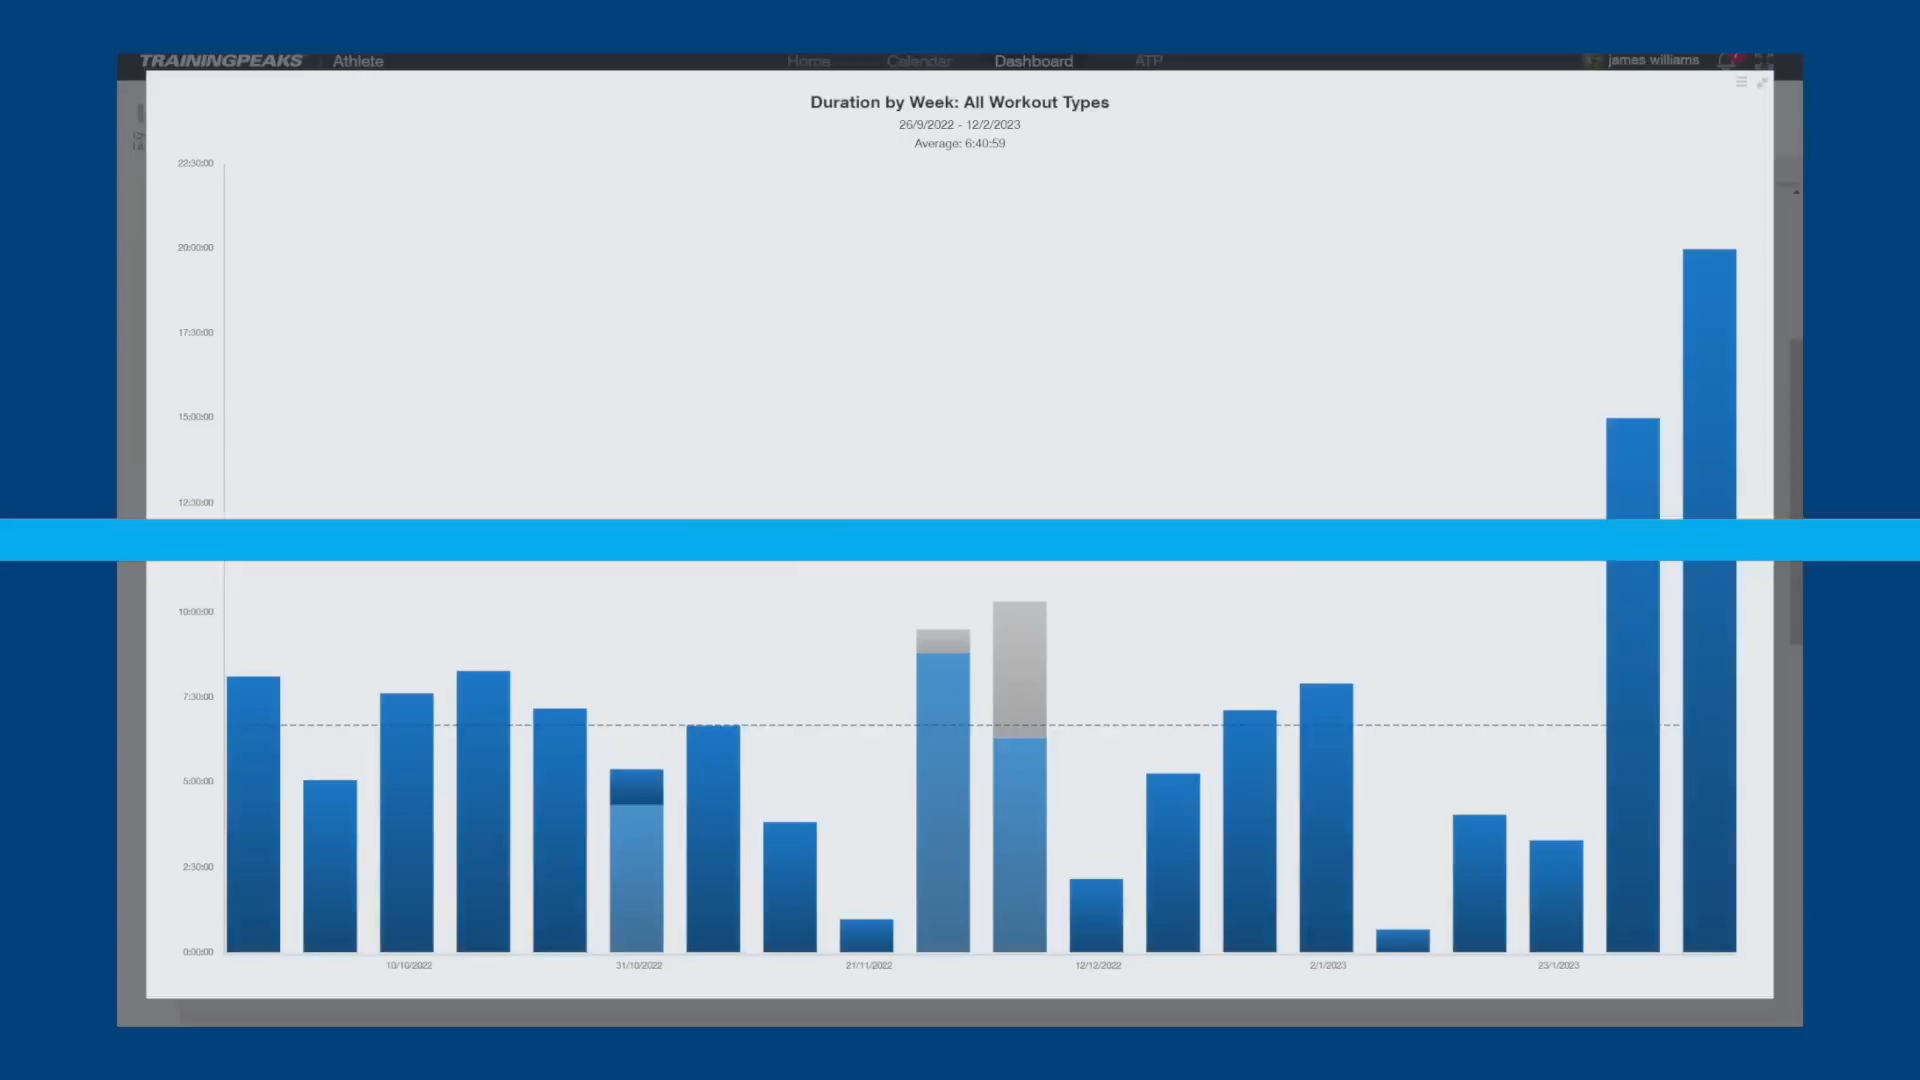 TRAININGPEAKS Athlete Home Calendar Dashboard ATP james williams
Duration by Week: All Workout Types
26/9/2022 - 12/2/2023
Average: 6:40:59
22:30:00
20:00:00
17:30:00
15:00:00
12:30:00
10:00:00
7:30:00
5:00:00
2:30:00
0:00:00
10/10/2022 31/10/2022 21/11/2022 12/12/2022 2/1/2023 23/1/2023